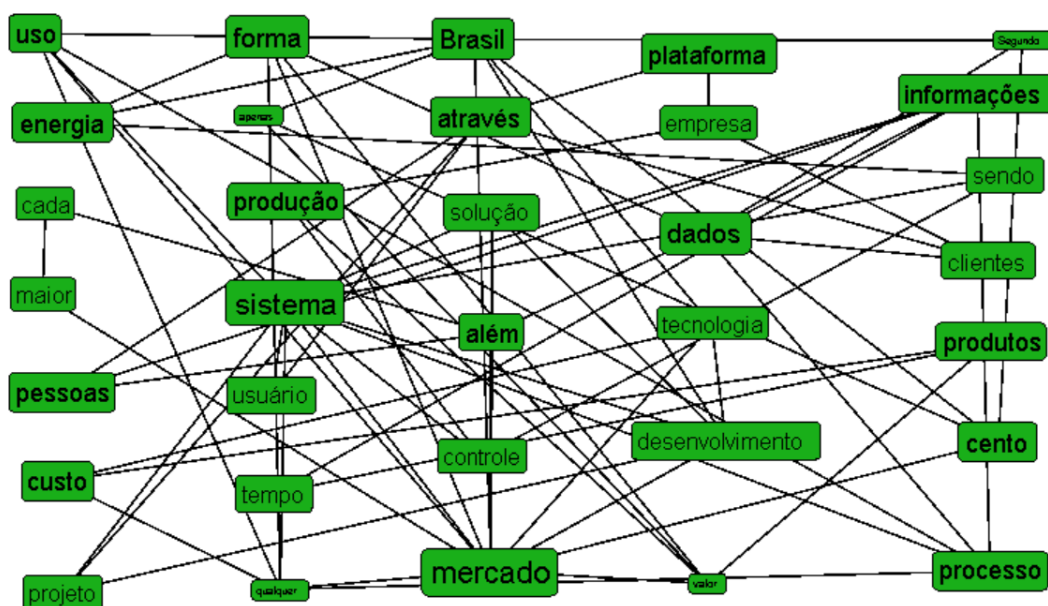 uso
forma
Brasil
plataforma
Segundo
energia
apenas
através
empresa
informações
cada
produção
solução
dados
sendo
maior
sistema
além
tecnologia
clientes
pessoas
usuário
controle
desenvolvimento
produtos
custo
tempo
mercado
valor
cento
projeto
qualquer
processo